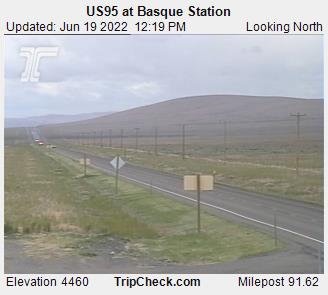 US95 at Basque Station
Updated: Jun 19 2022 12:19 PM Looking North
Elevation 4460 TripCheck.com Milepost 91.62